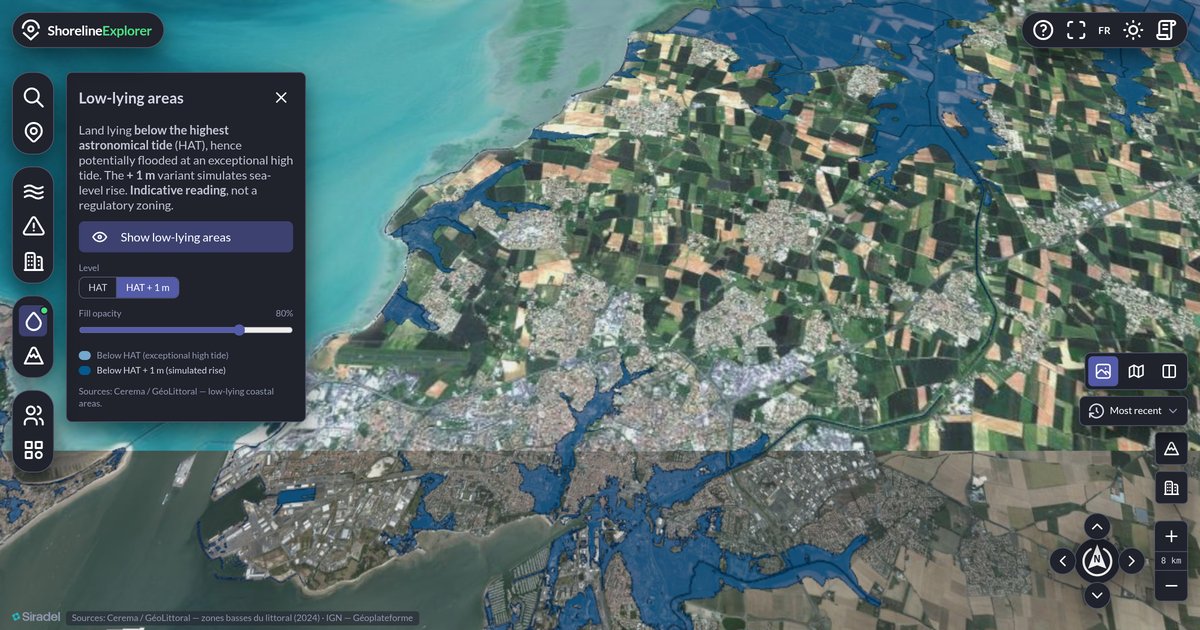 ShorelineExplorer
FR
Low-lying areas
Land lying below the highest
astronomical tide (HAT), hence
potentially flooded at an exceptional high
tide. The + 1 m variant simulates sea-
level rise. Indicative reading, not a
regulatory zoning.
Show low-lying areas
Level
HAT HAT + 1 m
Fill opacity 80%
Below HAT (exceptional high tide)
Below HAT + 1 m (simulated rise)
Sources: Cerema / GéoLittoral — low-lying coastal
areas.
Most recent
N
8 km
Siradel
Sources: Cerema / GéoLittoral — zones basses du littoral (2024) · IGN — Géoplateforme